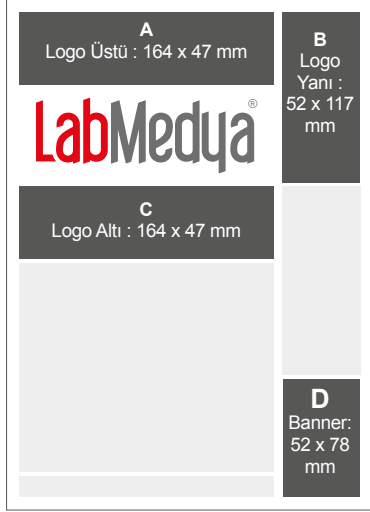 A
Logo Üstü : 164 x 47 mm
B
Logo
Yanı :
52 x 117
mm
LabMedya®
C
Logo Altı : 164 x 47 mm
D
Banner:
52 x 78
mm